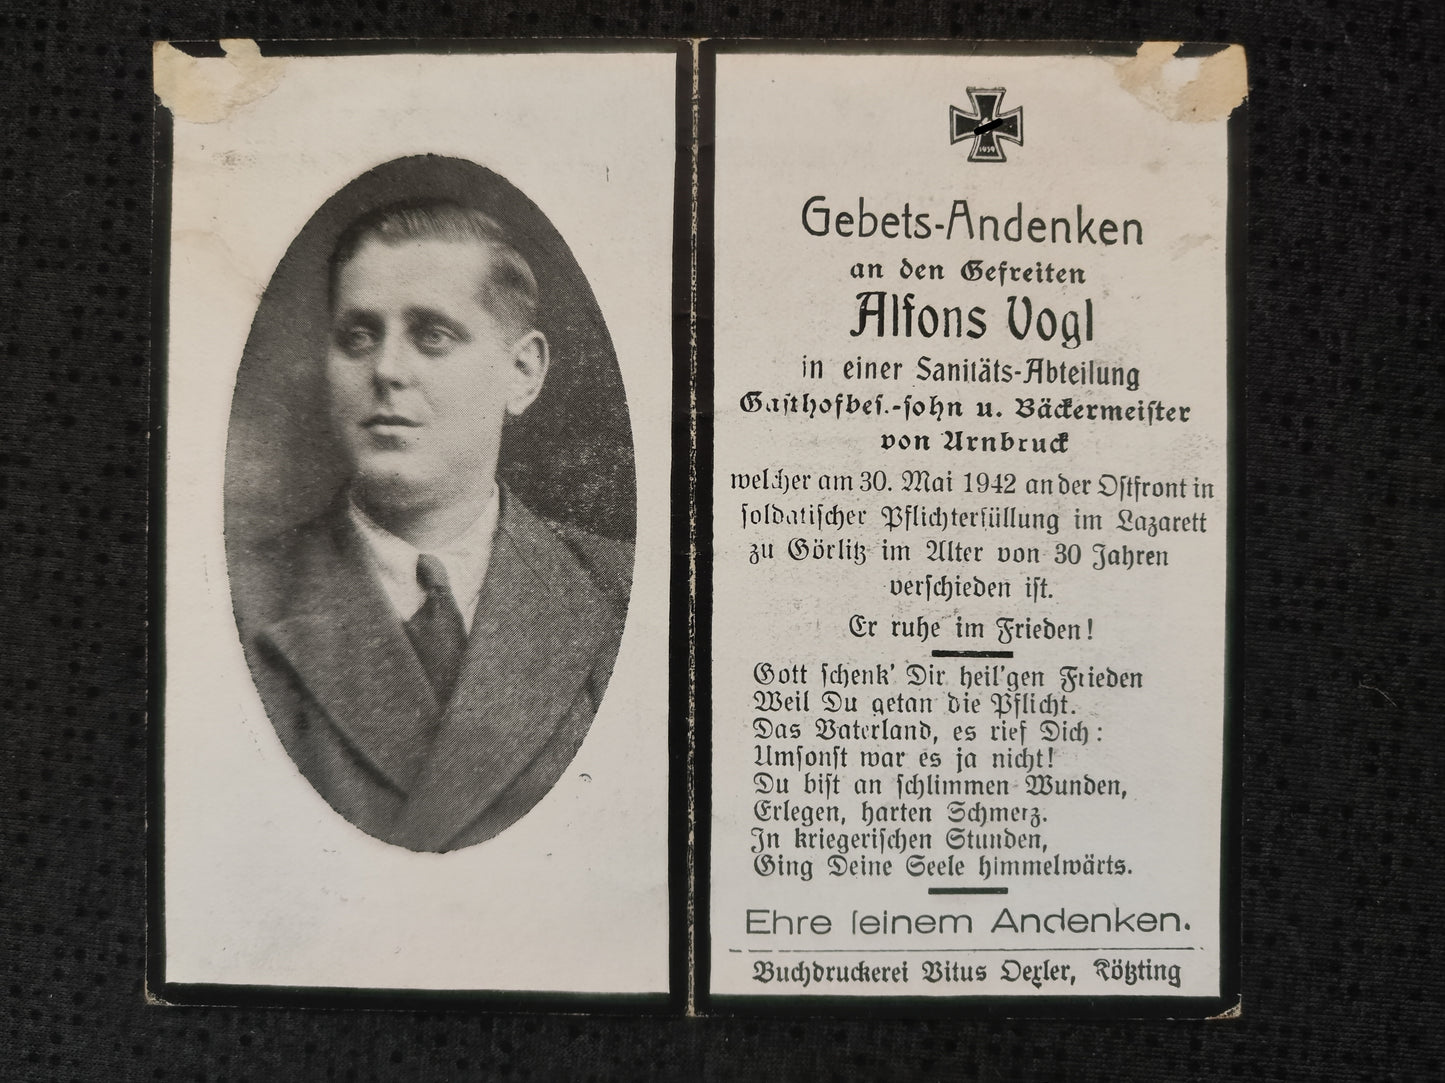 1939
Gebets-Andenken
an den Gefreiten
Alfons Vogl
in einer Sanitäts-Abteilung
Gasthofbes.-sohn u. Bäckermeister
von Arnbruck
welcher am 30. Mai 1942 an der Ostfront in
soldatischer Pflichterfüllung im Lazarett
zu Görlitz im Alter von 30 Jahren
verschieden ist.
Er ruhe im Frieden!
Gott schenk' Dir heil'gen Frieden
Weil Du getan die Pflicht.
Das Vaterland, es rief Dich:
Umsonst war es ja nicht!
Du bist an schlimmen Wunden,
Erlegen, harten Schmerz.
In kriegerischen Stunden,
Ging Deine Seele himmelwärts.
Ehre seinem Andenken.
Buchdruckerei Vitus Oexler, Kötzting